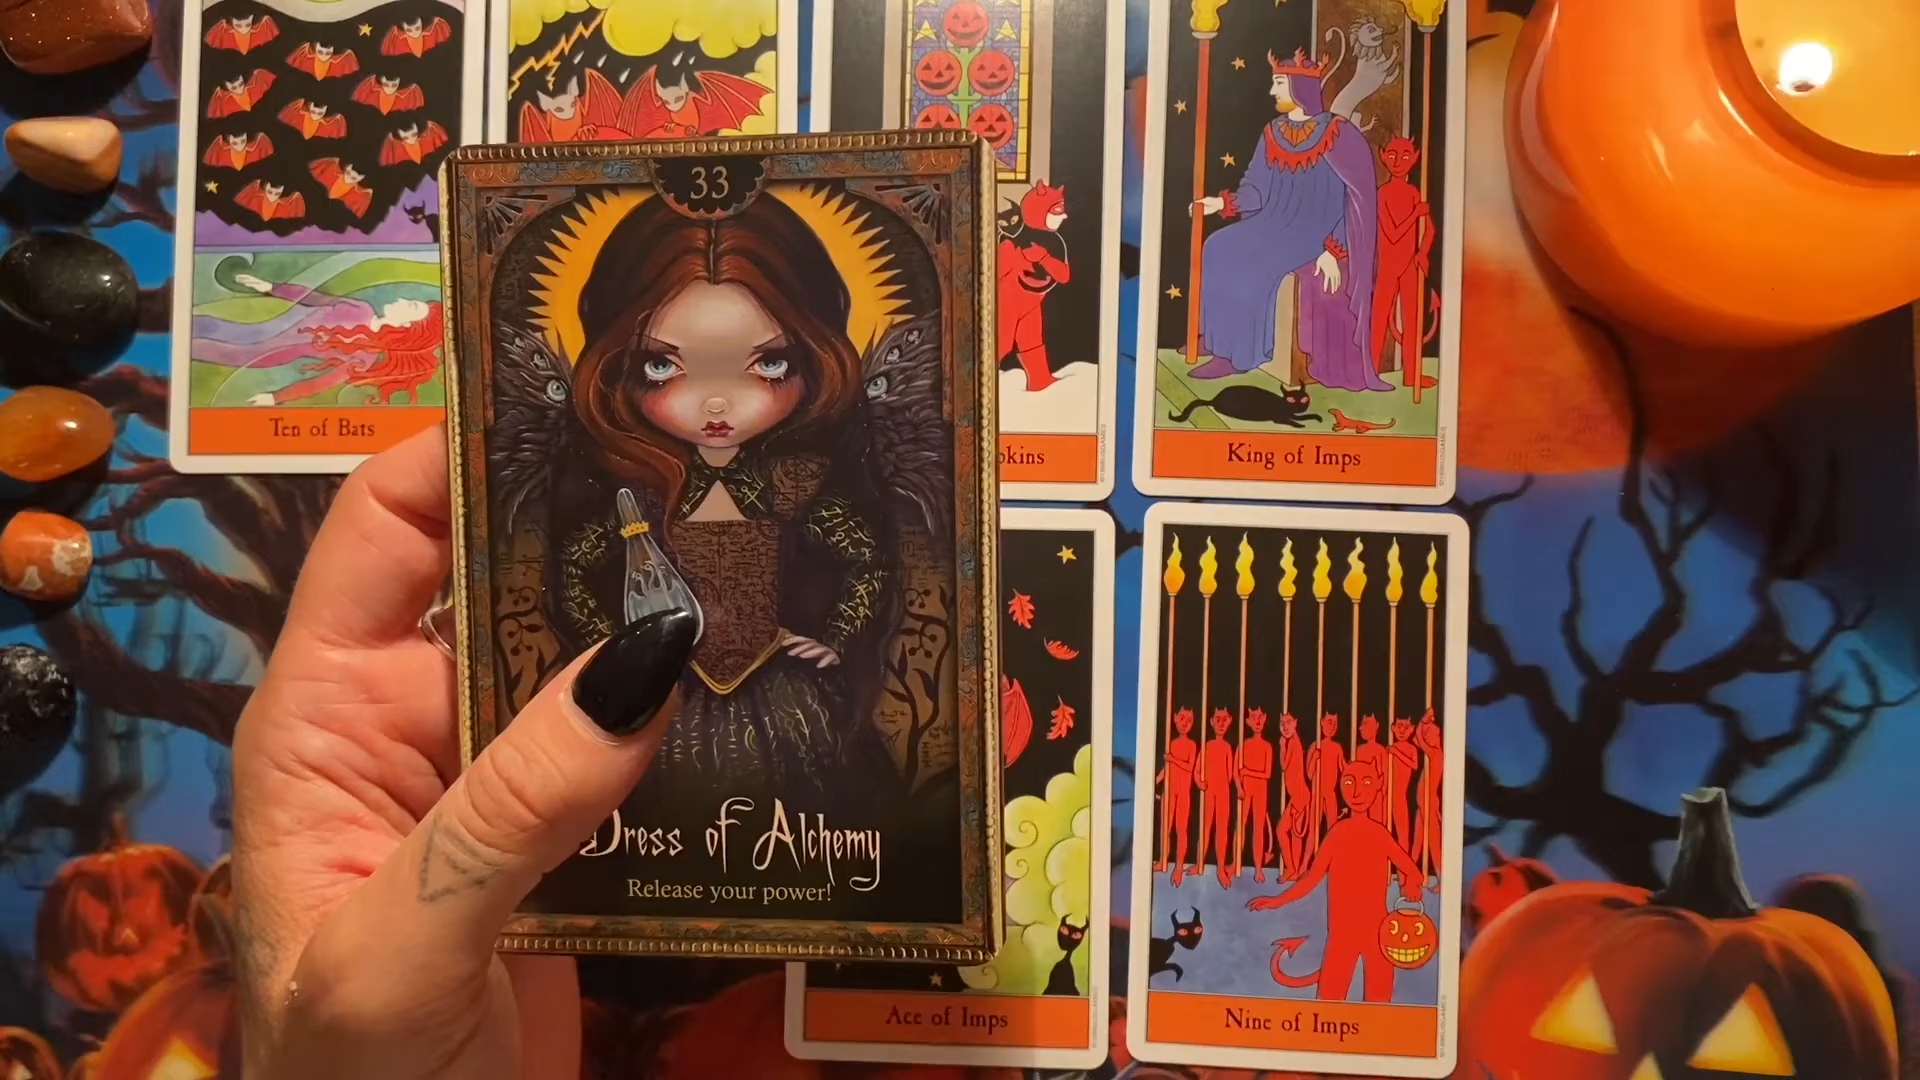 33
Ten of Bats
King of Imps
Dress of Alchemy
Release your power!
Ace of Imps
Nine of Imps